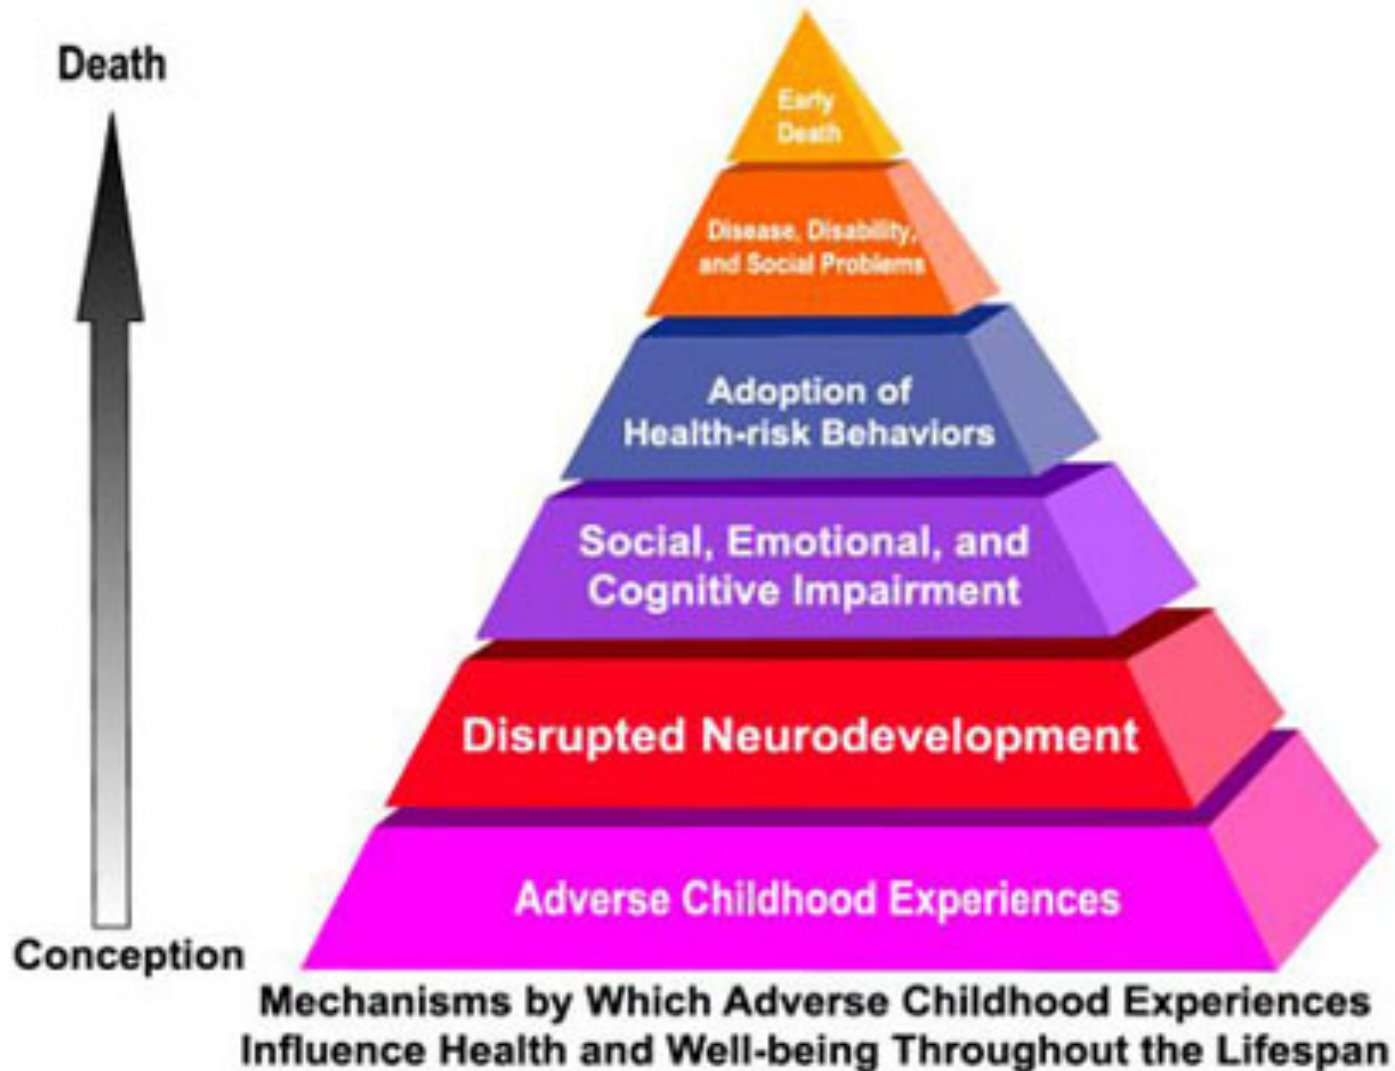 Death
Early
Death
Disease, Disability,
and Social Problems
Adoption of
Health-risk Behaviors
Social, Emotional, and
Cognitive Impairment
Disrupted Neurodevelopment
Adverse Childhood Experiences
Conception
Mechanisms by Which Adverse Childhood Experiences
Influence Health and Well-being Throughout the Lifespan